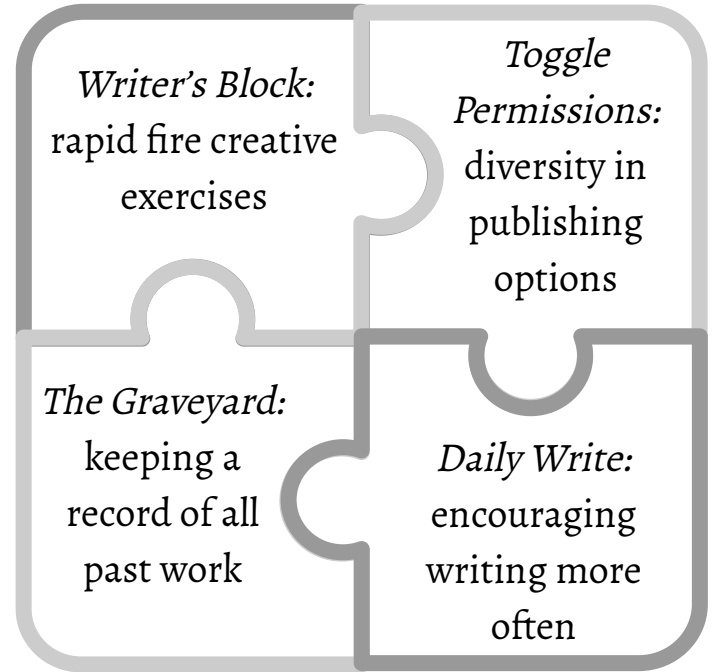 Writer’s Block:
rapid fire creative
exercises
Toggle
Permissions:
diversity in
publishing
options
The Graveyard:
keeping a
record of all
past work
Daily Write:
encouraging
writing more
often